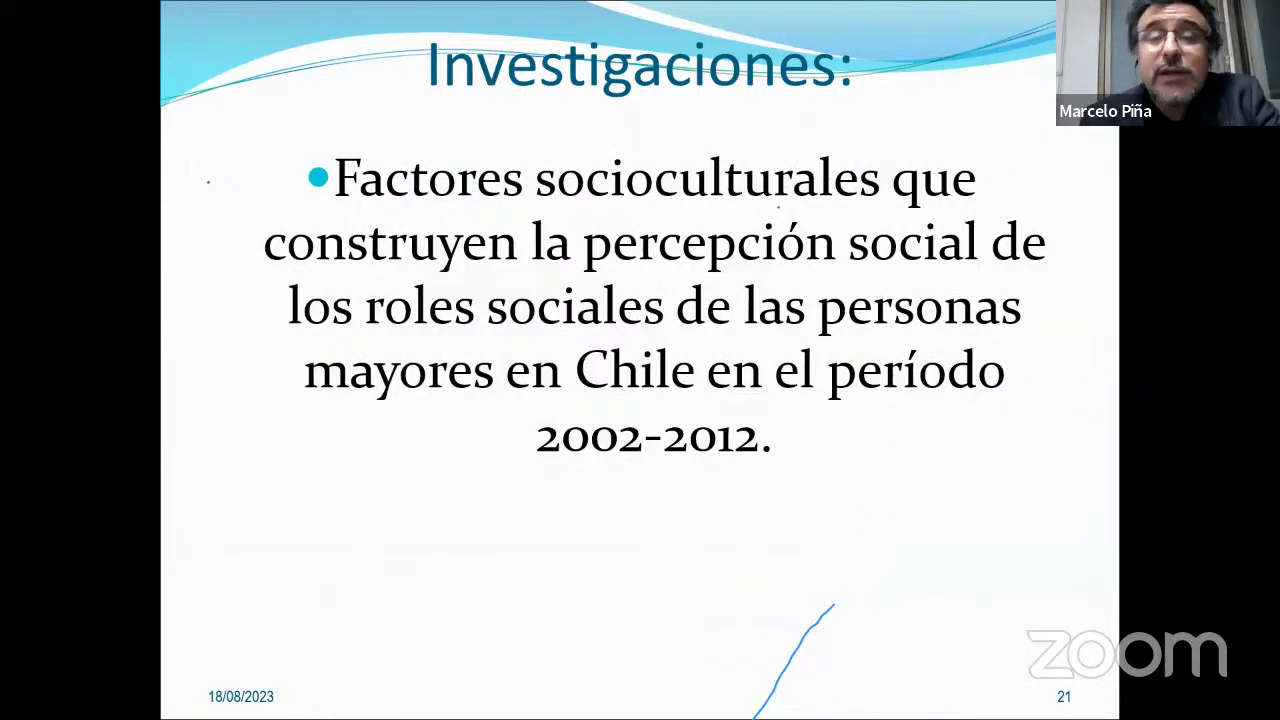 Investigaciones:
Marcelo Piña
•Factores socioculturales que
construyen la percepción social de
los roles sociales de las personas
mayores en Chile en el período
2002-2012.
zoom
18/08/2023
21